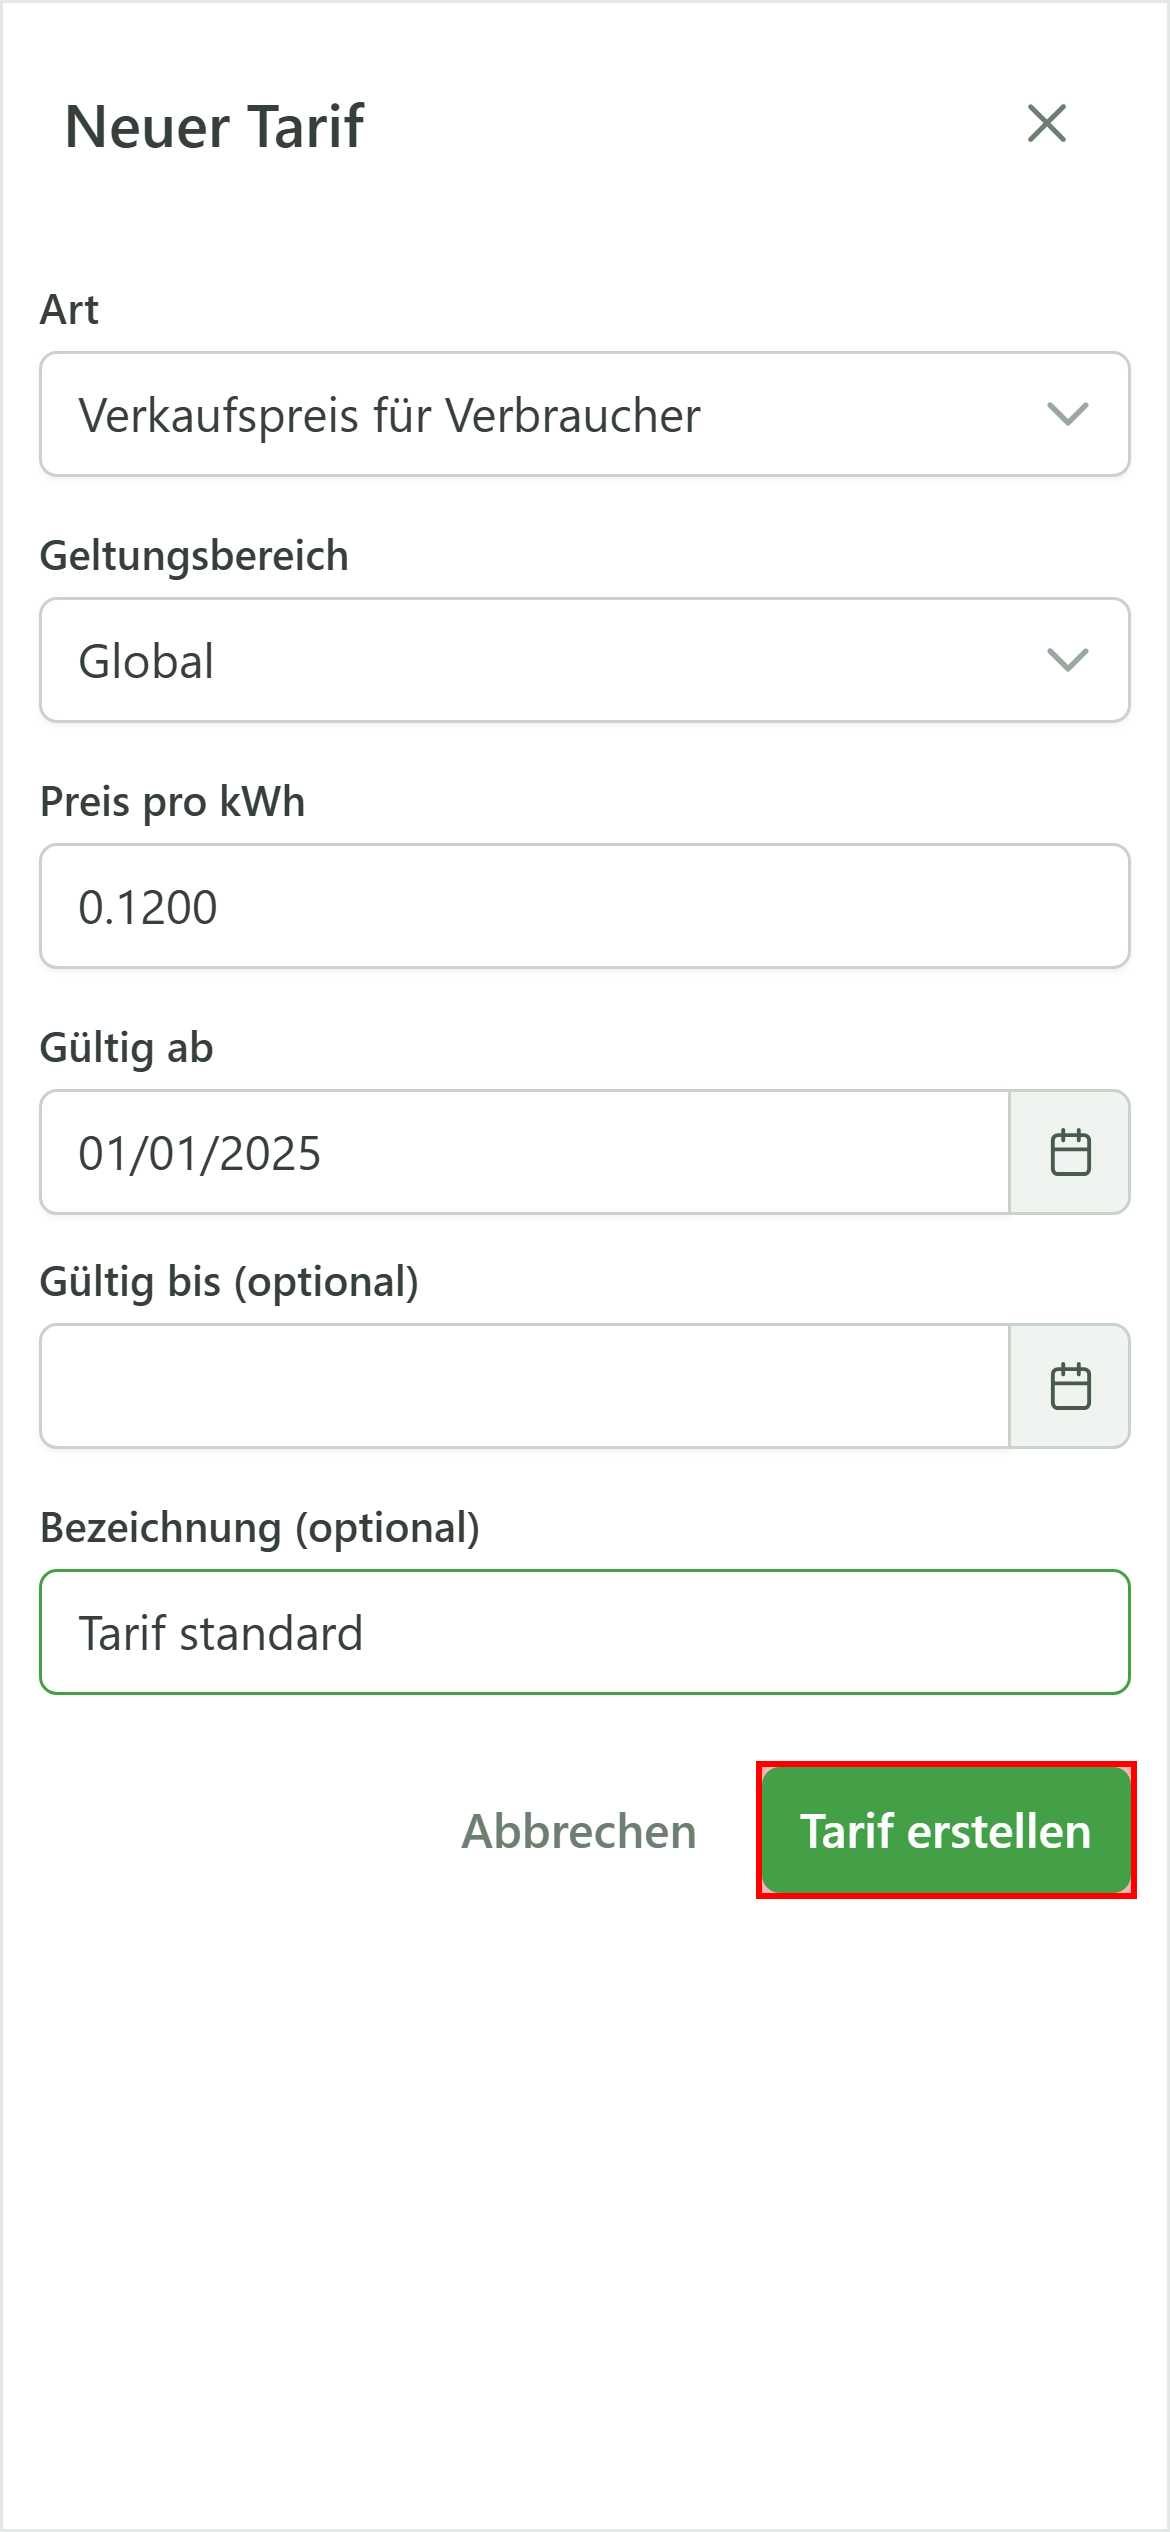 Neuer Tarif
Art
Verkaufspreis für Verbraucher
Geltungsbereich
Global
Preis pro kWh
0.1200
Gültig ab
01/01/2025
Gültig bis (optional)
Bezeichnung (optional)
Tarif standard
Abbrechen
Tarif erstellen